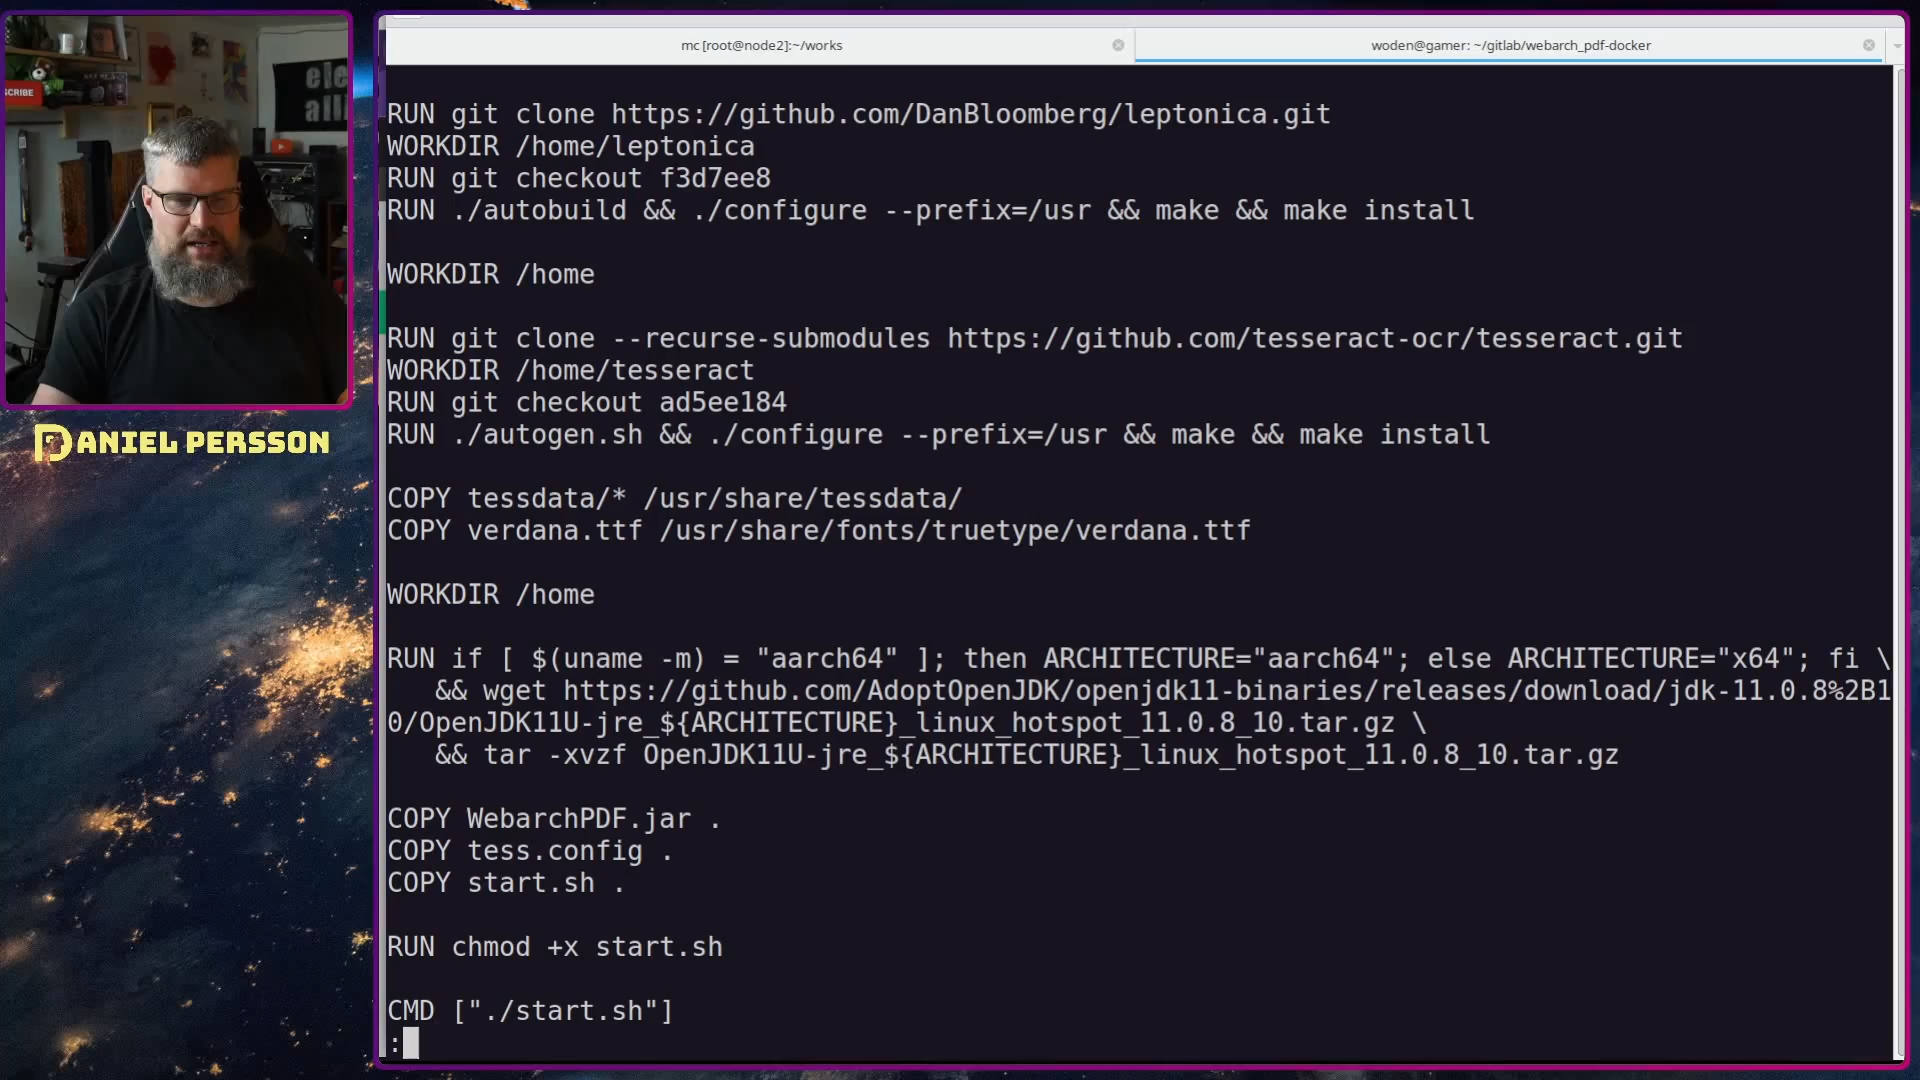 mc [root@node2]:~/works
woden@gamer: ~/gitlab/webarch_pdf-docker
SCRIBE
DANIEL PERSSON
RUN git clone https://github.com/DanBloomberg/leptonica.git
WORKDIR /home/leptonica
RUN git checkout f3d7ee8
RUN ./autobuild && ./configure --prefix=/usr && make && make install
WORKDIR /home
RUN git clone --recurse-submodules https://github.com/tesseract-ocr/tesseract.git
WORKDIR /home/tesseract
RUN git checkout ad5ee184
RUN ./autogen.sh && ./configure --prefix=/usr && make && make install
COPY tessdata/* /usr/share/tessdata/
COPY verdana.ttf /usr/share/fonts/truetype/verdana.ttf
WORKDIR /home
RUN if [ $(uname -m) = "aarch64" ]; then ARCHITECTURE="aarch64"; else ARCHITECTURE="x64"; fi \
&& wget https://github.com/AdoptOpenJDK/openjdk11-binaries/releases/download/jdk-11.0.8%2B1
0/OpenJDK11U-jre_${ARCHITECTURE}_linux_hotspot_11.0.8_10.tar.gz \
&& tar -xvzf OpenJDK11U-jre_${ARCHITECTURE}_linux_hotspot_11.0.8_10.tar.gz
COPY WebarchPDF.jar .
COPY tess.config .
COPY start.sh .
RUN chmod +x start.sh
CMD ["./start.sh"]
: